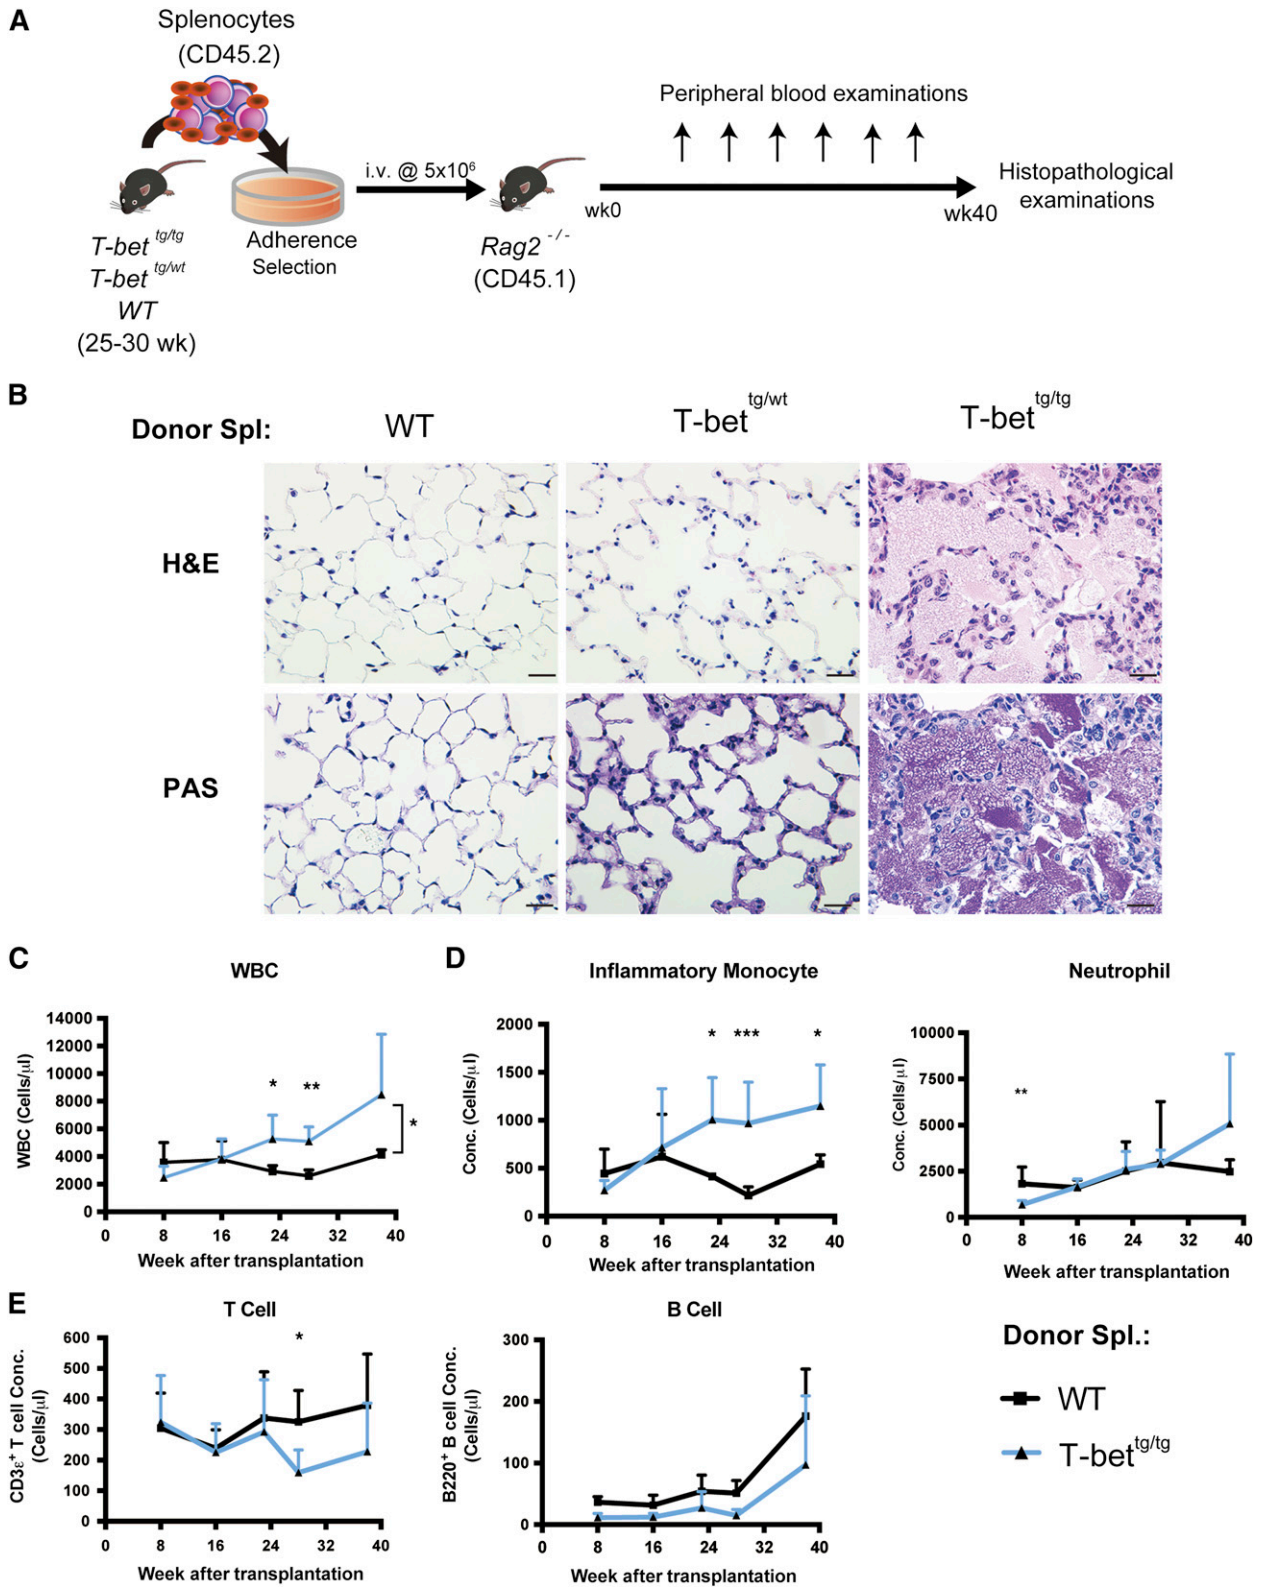 A
Splenocytes
(CD45.2)
Peripheral blood examinations
i.v. @ 5x10⁶
Histopathological
examinations
wk0
wk40
Adherence
Selection
T-bet tg/tg
T-bet tg/wt
WT
(25-30 wk)
Rag2 -/-
(CD45.1)
B
Donor Spl:
WT
T-bet tg/wt
T-bet tg/tg
H&E
PAS
C
WBC
WBC (Cells/µl)
14000
12000
10000
8000
6000
4000
2000
0
*
**
*
0 8 16 24 32 40
Week after transplantation
D
Inflammatory Monocyte
Conc. (Cells/µl)
2000
1500
1000
500
0
* *** *
0 8 16 24 32 40
Week after transplantation
Neutrophil
Conc. (Cells/µl)
10000
7500
5000
2500
0
**
0 8 16 24 32 40
Week after transplantation
E
T Cell
CD3ε⁺ T cell Conc.
(Cells/µl)
600
500
400
300
200
100
0
*
0 8 16 24 32 40
Week after transplantation
B Cell
B220⁺ B cell Conc.
(Cells/µl)
300
200
100
0
0 8 16 24 32 40
Week after transplantation
Donor Spl.:
WT
T-bet tg/tg